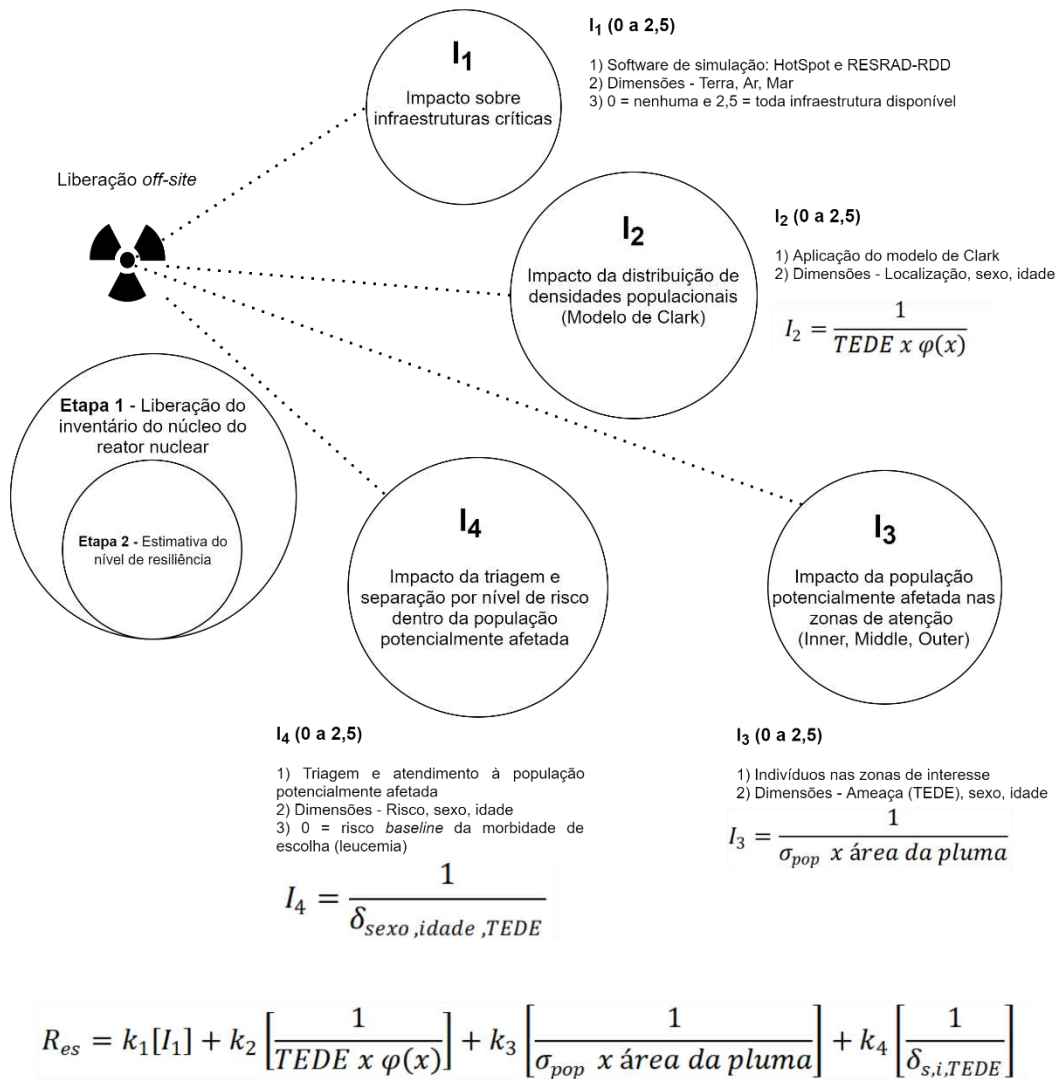 I1
Impacto sobre
infraestruturas críticas
I1 (0 a 2,5)
1) Software de simulação: HotSpot e RESRAD-RDD
2) Dimensões - Terra, Ar, Mar
3) 0 = nenhuma e 2,5 = toda infraestrutura disponível
Liberação off-site
I2
Impacto da distribuição de
densidades populacionais
(Modelo de Clark)
I2 (0 a 2,5)
1) Aplicação do modelo de Clark
2) Dimensões - Localização, sexo, idade
I2 = 1 / (TEDE x φ(x))
Etapa 1 - Liberação do
inventário do núcleo do
reator nuclear
Etapa 2 - Estimativa do
nível de resiliência
I4
Impacto da triagem e
separação por nível de risco
dentro da população
potencialmente afetada
I3
Impacto da população
potencialmente afetada nas
zonas de atenção
(Inner, Middle, Outer)
I4 (0 a 2,5)
1) Triagem e atendimento à população
potencialmente afetada
2) Dimensões - Risco, sexo, idade
3) 0 = risco baseline da morbidade de
escolha (leucemia)
I4 = 1 / δsexo ,idade ,TEDE
I3 (0 a 2,5)
1) Indivíduos nas zonas de interesse
2) Dimensões - Ameaça (TEDE), sexo, idade
I3 = 1 / (σpop x área da pluma)
Res = k1[I1] + k2 [1 / (TEDE x φ(x))] + k3 [1 / (σpop x área da pluma)] + k4 [1 / δs,i,TEDE]